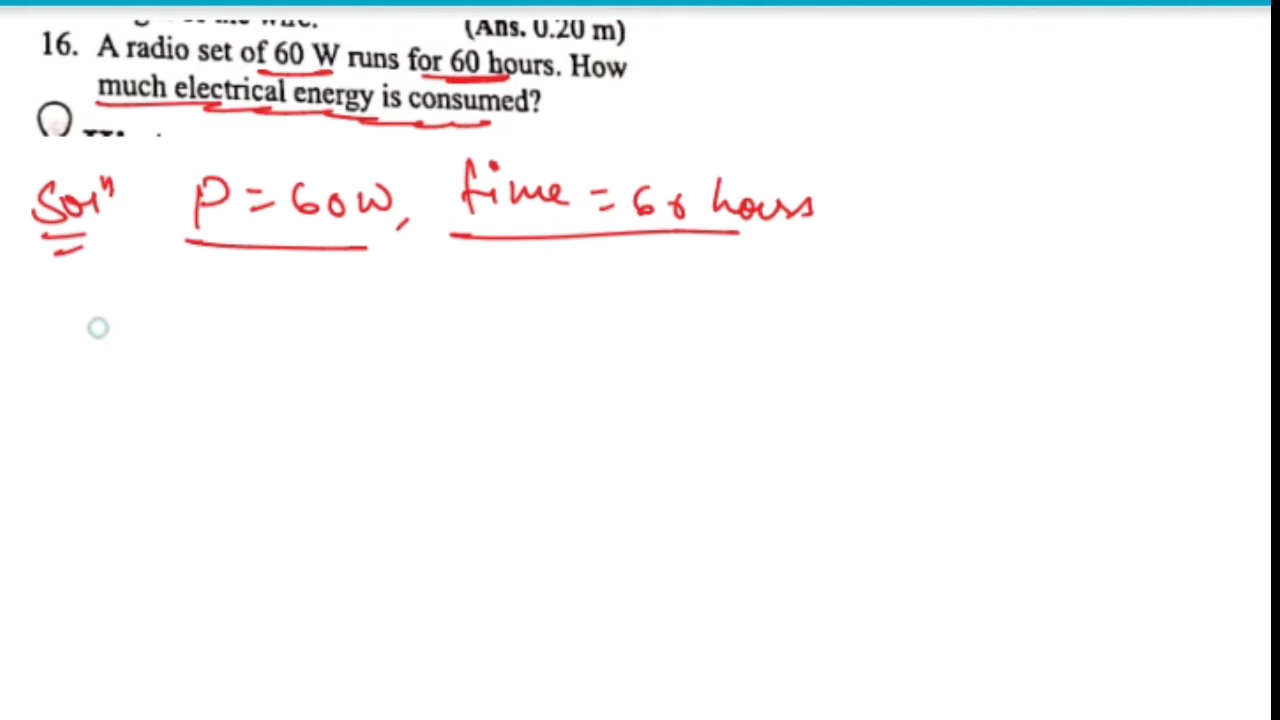 (Ans. 0.20 m)
16. A radio set of 60 W runs for 60 hours. How
much electrical energy is consumed?
Solⁿ P = 60W, time = 60 hours